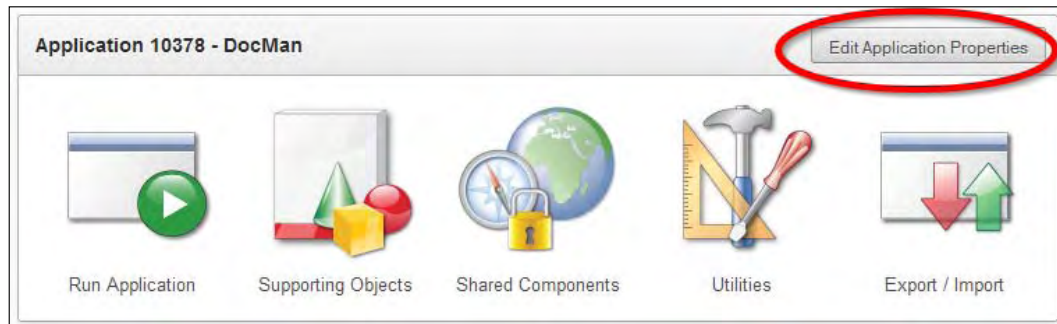 Application 10378 - DocMan
Edit Application Properties
Run Application
Supporting Objects
Shared Components
Utilities
Export / Import